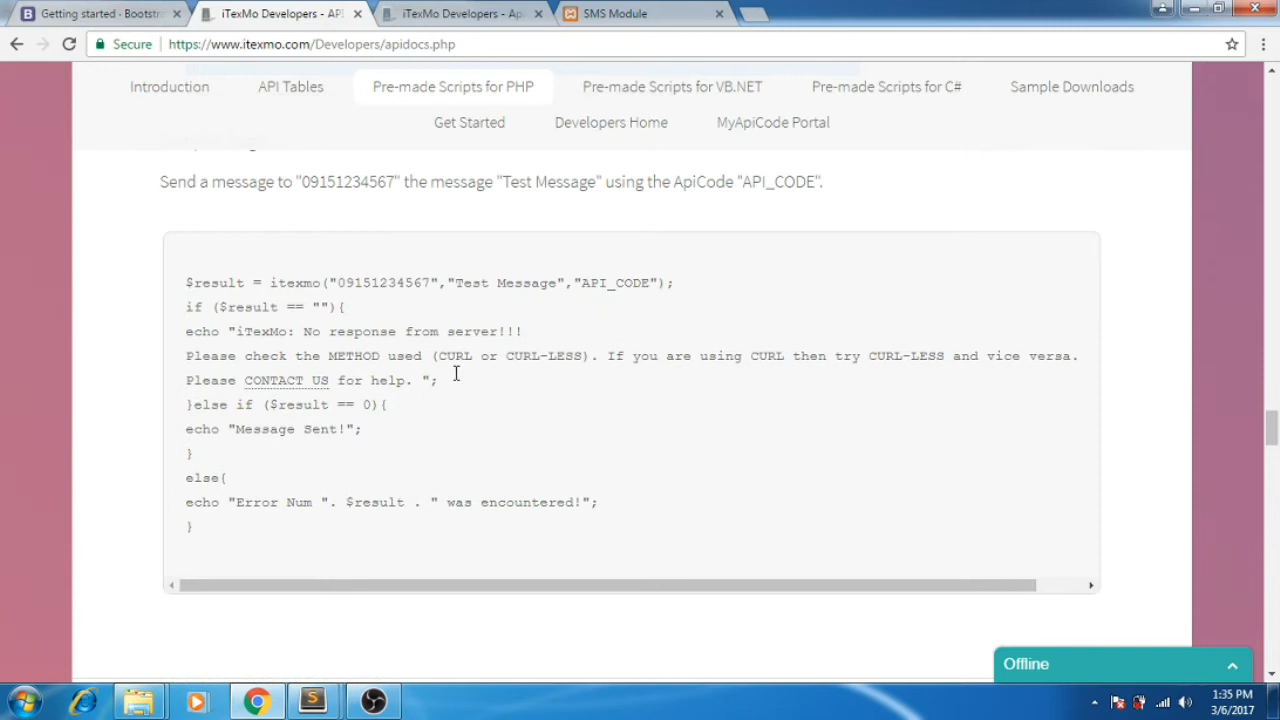 Getting started · Bootstr
iTexMo Developers - API
iTexMo Developers - Ap
SMS Module
Secure
https://www.itexmo.com/Developers/apidocs.php
Introduction
API Tables
Pre-made Scripts for PHP
Pre-made Scripts for VB.NET
Pre-made Scripts for C#
Sample Downloads
Get Started
Developers Home
MyApiCode Portal
Send a message to "09151234567" the message "Test Message" using the ApiCode "API_CODE".
$result = itexmo("09151234567","Test Message","API_CODE");
if ($result == ""){
echo "iTexMo: No response from server!!!
Please check the METHOD used (CURL or CURL-LESS). If you are using CURL then try CURL-LESS and vice versa.
Please CONTACT US for help. ";
}else if ($result == 0){
echo "Message Sent!";
}
else{
echo "Error Num ". $result . " was encountered!";
}
Offline
1:35 PM
3/6/2017